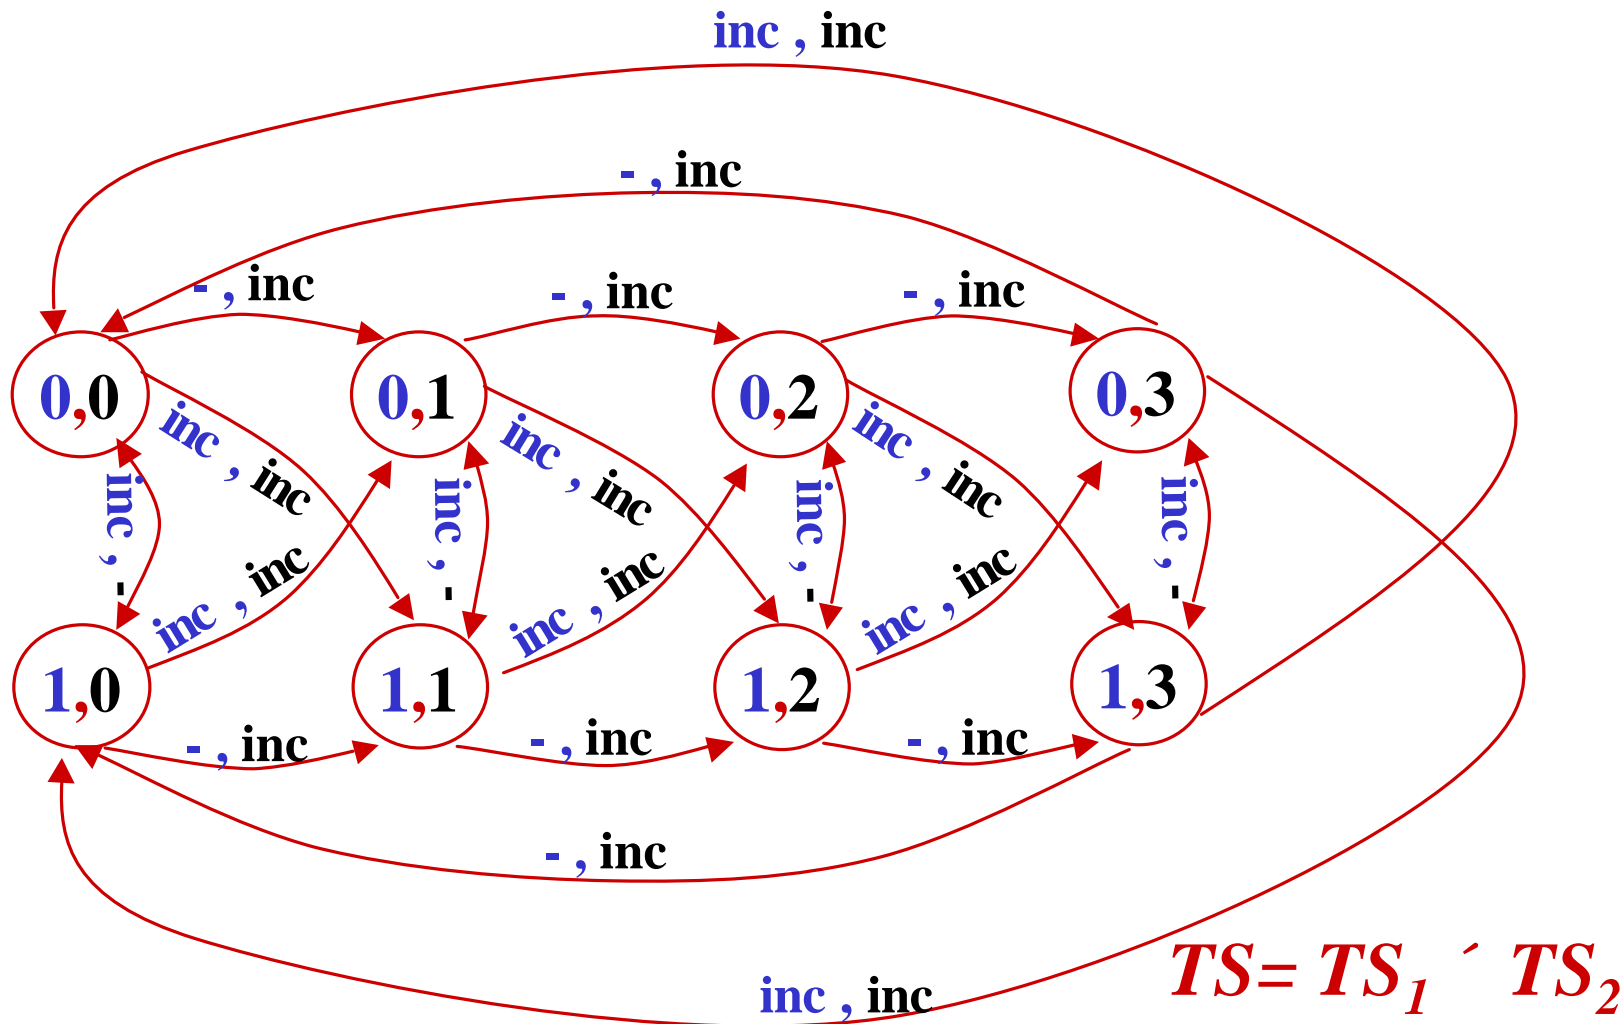 inc , inc
- , inc
- , inc
- , inc
- , inc
0,0
0,1
0,2
0,3
inc , inc
inc , inc
inc , inc
inc , -
inc , -
inc , -
inc , -
inc , inc
inc , inc
inc , inc
1,0
1,1
1,2
1,3
- , inc
- , inc
- , inc
- , inc
TS= TS1 ´ TS2
inc , inc